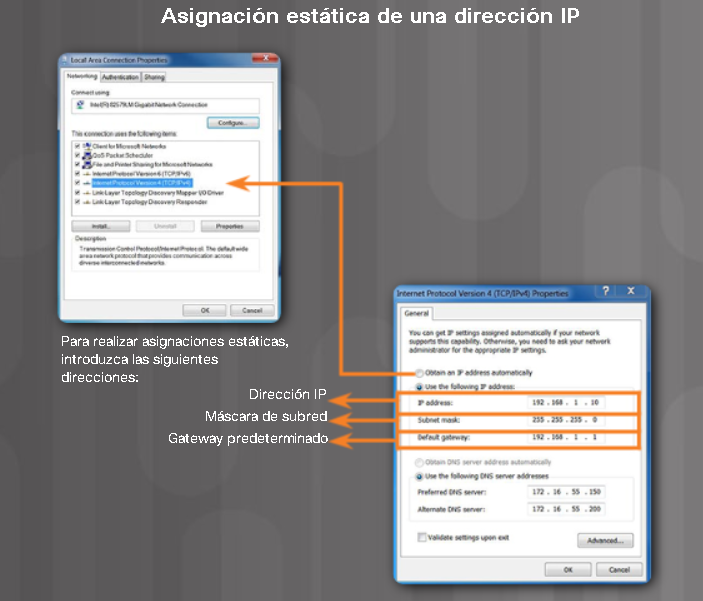 Asignación estática de una dirección IP
Local Area Connection Properties
Networking Authentication Sharing
Connect using:
Intel(R) 82579LM Gigabit Network Connection
Configure...
This connection uses the following items:
Client for Microsoft Networks
QoS Packet Scheduler
File and Printer Sharing for Microsoft Networks
Internet Protocol Version 6 (TCP/IPv6)
Internet Protocol Version 4 (TCP/IPv4)
Link-Layer Topology Discovery Mapper I/O Driver
Link-Layer Topology Discovery Responder
Install... Uninstall Properties
Description
Transmission Control Protocol/Internet Protocol. The default wide
area network protocol that provides communication across
diverse interconnected networks.
OK Cancel
Para realizar asignaciones estáticas,
introduzca las siguientes
direcciones:
Dirección IP
Máscara de subred
Gateway predeterminado
Internet Protocol Version 4 (TCP/IPv4) Properties
General
You can get IP settings assigned automatically if your network
supports this capability. Otherwise, you need to ask your network
administrator for the appropriate IP settings.
Obtain an IP address automatically
Use the following IP address:
IP address: 192 . 168 . 1 . 10
Subnet mask: 255 . 255 . 255 . 0
Default gateway: 192 . 168 . 1 . 1
Obtain DNS server address automatically
Use the following DNS server addresses
Preferred DNS server: 172 . 16 . 55 . 150
Alternate DNS server: 172 . 16 . 55 . 200
Validate settings upon exit
Advanced...
OK Cancel